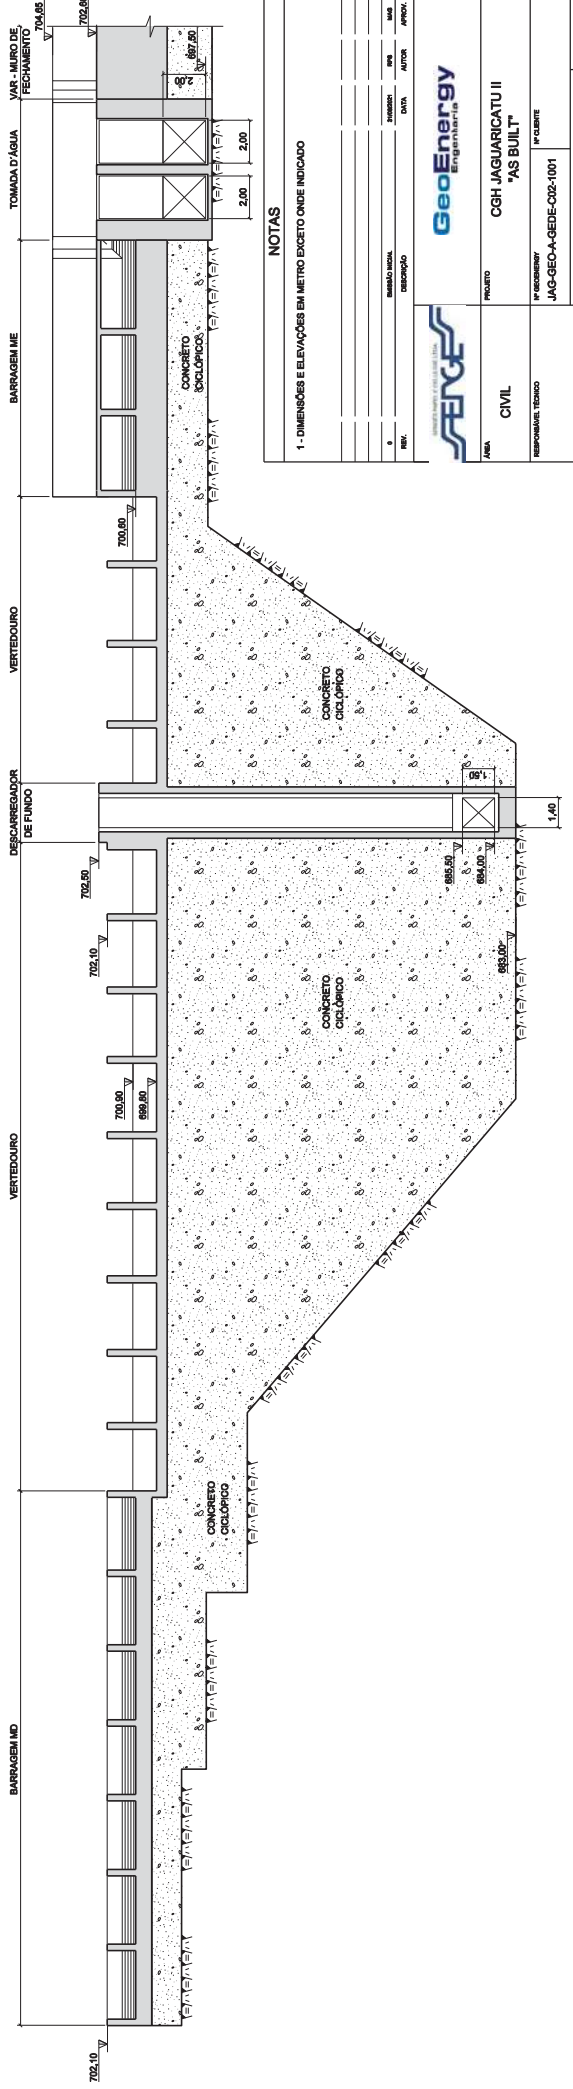 BARRAGEM MD
VERTEDOURO
DESCARREGADOR
DE FUNDO
VERTEDOURO
BARRAGEM ME
TOMADA D'ÁGUA
VAR - MURO DE
FECHAMENTO
702,10
700,90
699,80
702,10
702,50
700,60
704,65
702,60
697,50
2,00
2,00
2,00
CONCRETO
CICLÓPICO
CONCRETO
CICLÓPICO
CONCRETO
CICLÓPICO
CONCRETO
CICLÓPICO
685,50
684,00
683,00
1,50
1,40
NOTAS
1 - DIMENSÕES E ELEVAÇÕES EM METRO EXCETO ONDE INDICADO
0
EMISSÃO INICIAL
REV.
DESCRIÇÃO
DATA
AUTOR
APROV.
GeoEnergy
Engenharia
ÁREA
CIVIL
PROJETO
CGH JAGUARICATU II
"AS BUILT"
RESPONSÁVEL TÉCNICO
Nº GEOENERGY
JAG-GEO-A-GEDE-C02-1001
Nº CLIENTE